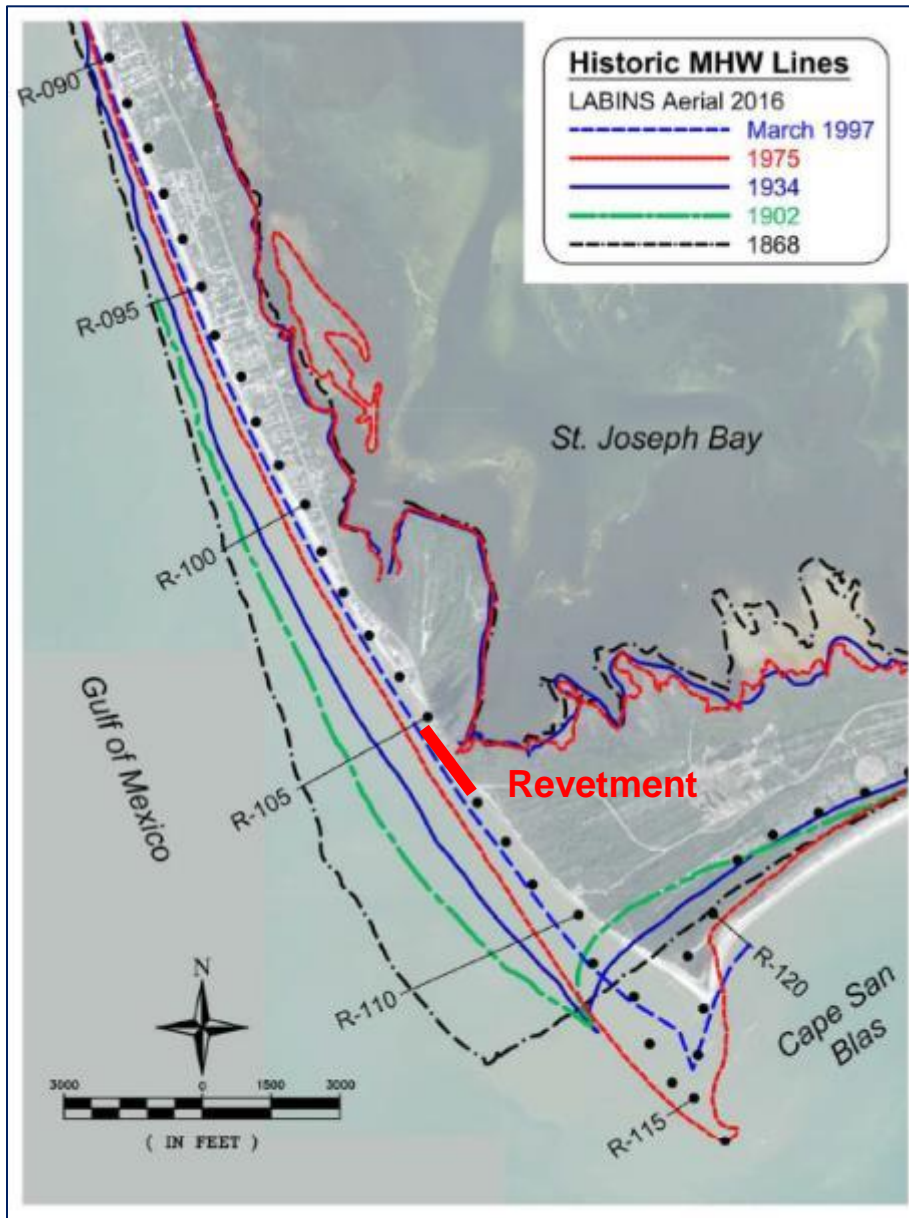 Historic MHW Lines
LABINS Aerial 2016
March 1997
1975
1934
1902
1868
R-090
R-095
St. Joseph Bay
R-100
Gulf of Mexico
R-105
Revetment
R-110
R-120
Cape San
Blas
N
3000 0 1500 3000
( IN FEET )
R-115